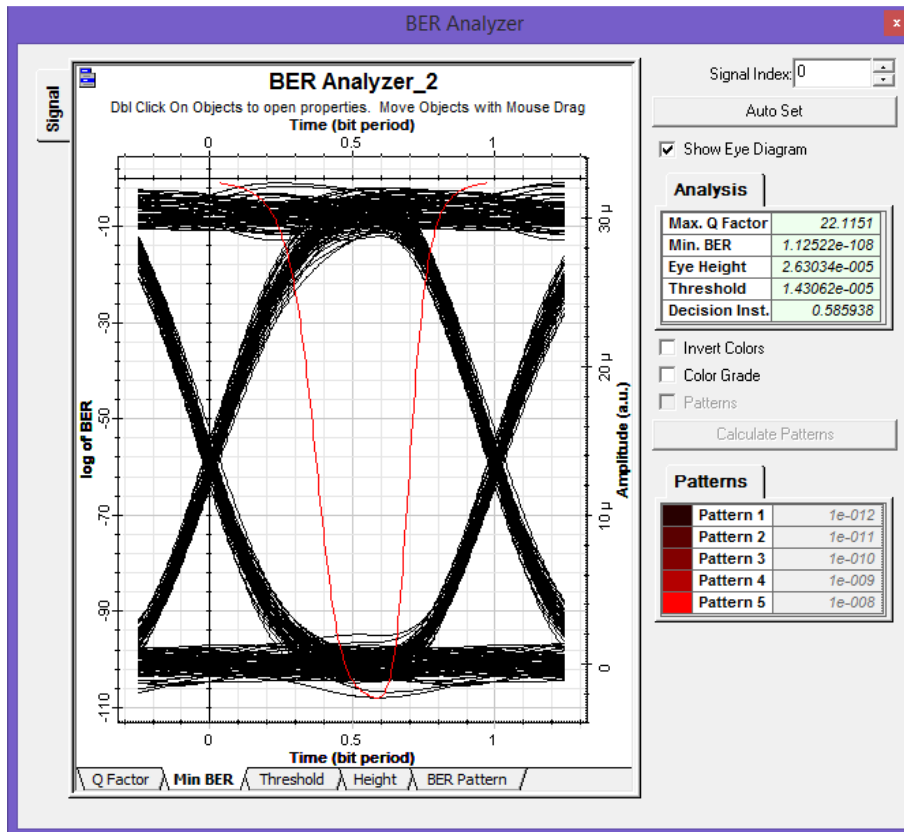 BER Analyzer
x
Signal
BER Analyzer_2
Dbl Click On Objects to open properties. Move Objects with Mouse Drag
Time (bit period)
0 0.5 1
log of BER
-10
-30
-50
-70
-90
-110
Amplitude (a.u.)
30 µ
20 µ
10 µ
0
0 0.5 1
Time (bit period)
Q Factor Min BER Threshold Height BER Pattern
Signal Index: 0
Auto Set
Show Eye Diagram
Analysis
Max. Q Factor 22.1151
Min. BER 1.12522e-108
Eye Height 2.63034e-005
Threshold 1.43062e-005
Decision Inst. 0.585938
Invert Colors
Color Grade
Patterns
Calculate Patterns
Patterns
Pattern 1 1e-012
Pattern 2 1e-011
Pattern 3 1e-010
Pattern 4 1e-009
Pattern 5 1e-008